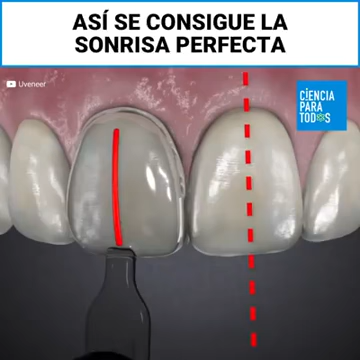 ASÍ SE CONSIGUE LA
SONRISA PERFECTA
Uveneer
CiENCiA
PARA
TODOS